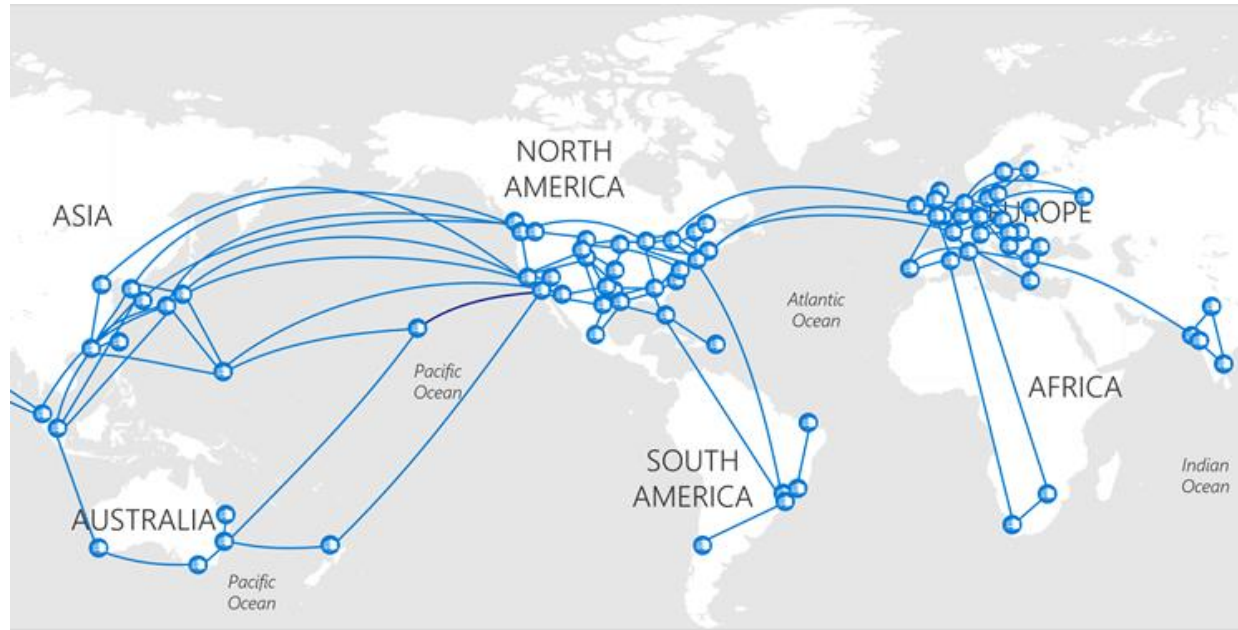 NORTH
AMERICA
ASIA
EUROPE
Atlantic
Ocean
Pacific
Ocean
AFRICA
SOUTH
AMERICA
Indian
Ocean
AUSTRALIA
Pacific
Ocean